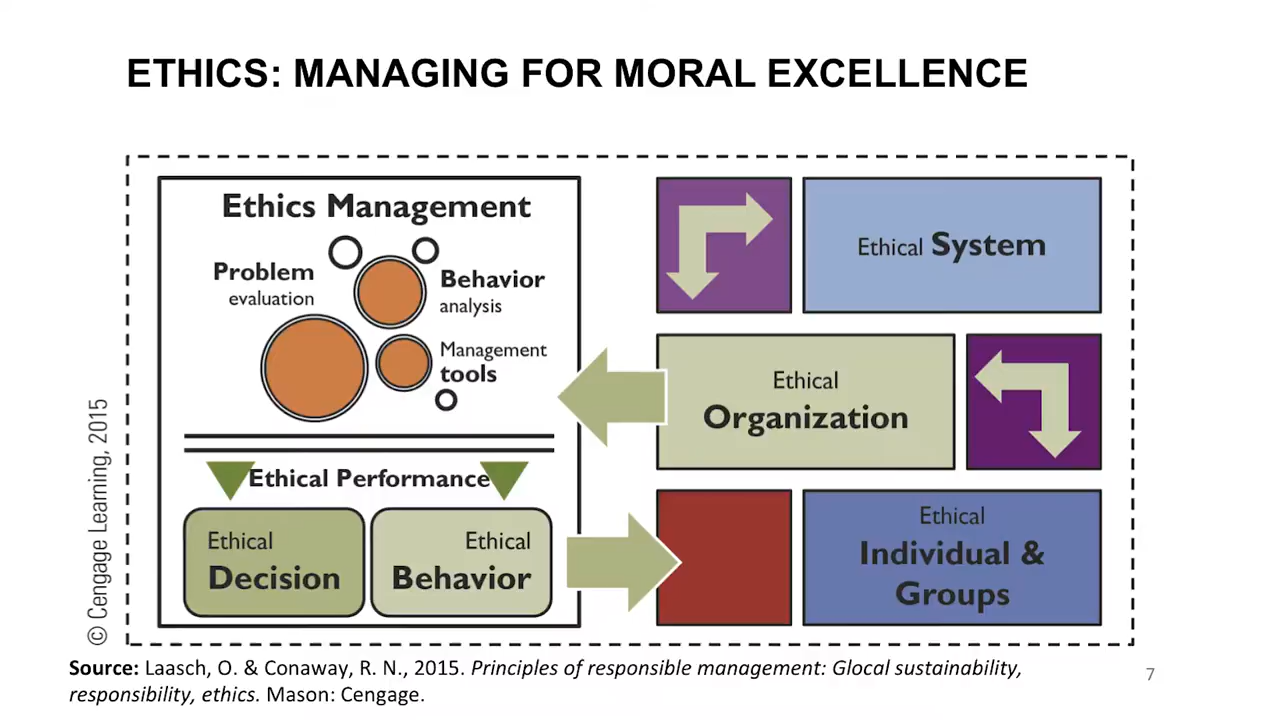 ETHICS: MANAGING FOR MORAL EXCELLENCE
Ethics Management
Problem
evaluation
Behavior
analysis
Management
tools
Ethical Performance
Ethical
Decision
Ethical
Behavior
Ethical System
Ethical
Organization
Ethical
Individual &
Groups
© Cengage Learning, 2015
Source: Laasch, O. & Conaway, R. N., 2015. Principles of responsible management: Glocal sustainability,
responsibility, ethics. Mason: Cengage.
7